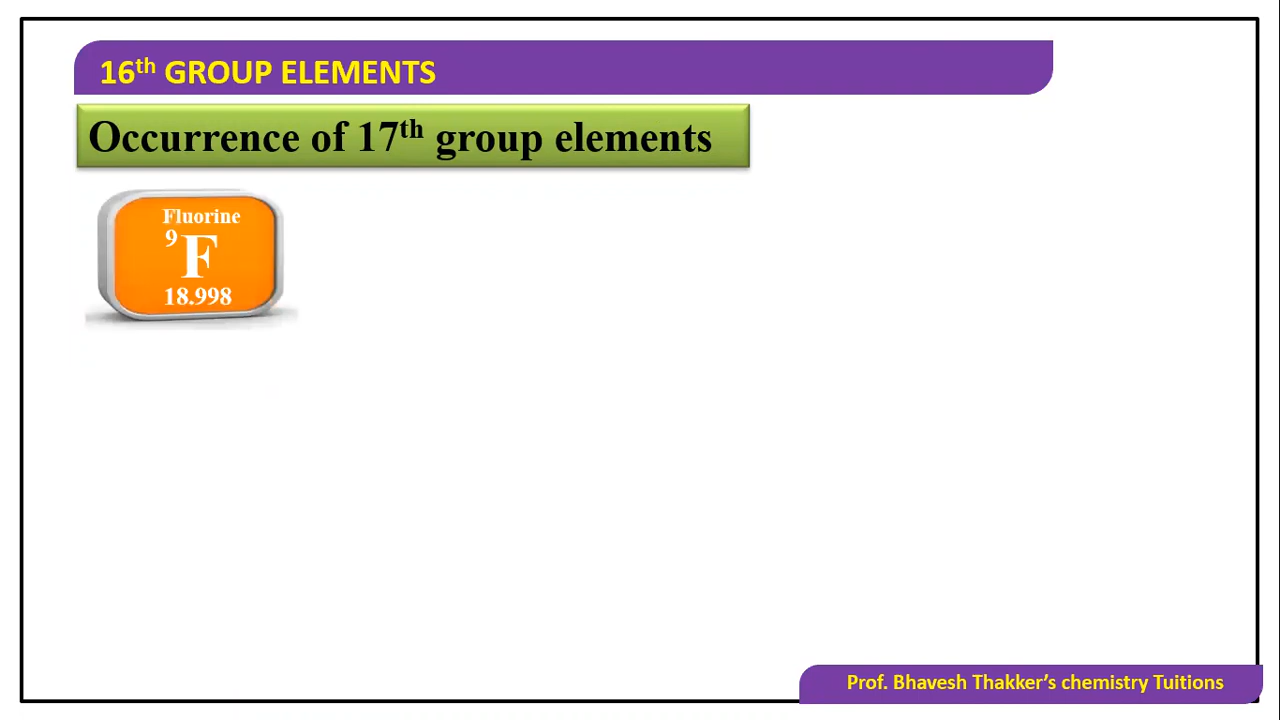 16th GROUP ELEMENTS
Occurrence of 17th group elements
Fluorine
9
F
18.998
Prof. Bhavesh Thakker’s chemistry Tuitions